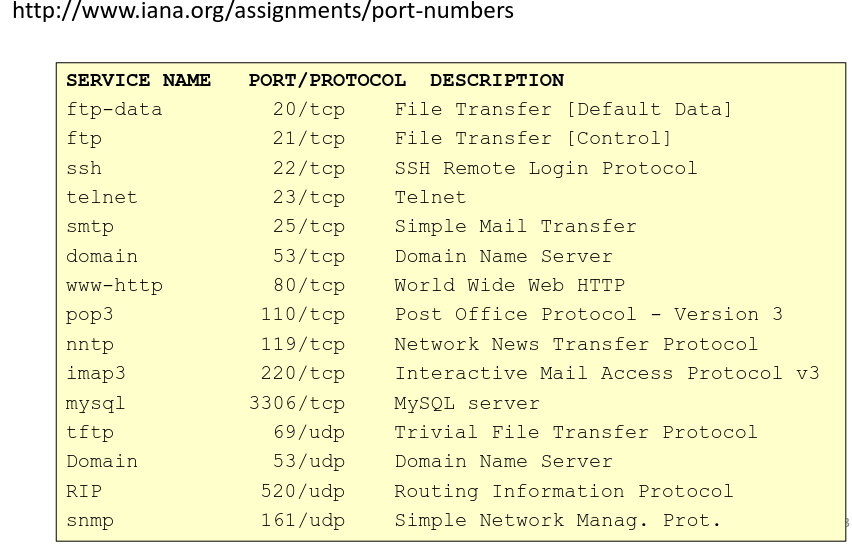 http://www.iana.org/assignments/port-numbers
SERVICE NAME PORT/PROTOCOL DESCRIPTION
ftp-data 20/tcp File Transfer [Default Data]
ftp 21/tcp File Transfer [Control]
ssh 22/tcp SSH Remote Login Protocol
telnet 23/tcp Telnet
smtp 25/tcp Simple Mail Transfer
domain 53/tcp Domain Name Server
www-http 80/tcp World Wide Web HTTP
pop3 110/tcp Post Office Protocol - Version 3
nntp 119/tcp Network News Transfer Protocol
imap3 220/tcp Interactive Mail Access Protocol v3
mysql 3306/tcp MySQL server
tftp 69/udp Trivial File Transfer Protocol
Domain 53/udp Domain Name Server
RIP 520/udp Routing Information Protocol
snmp 161/udp Simple Network Manag. Prot.